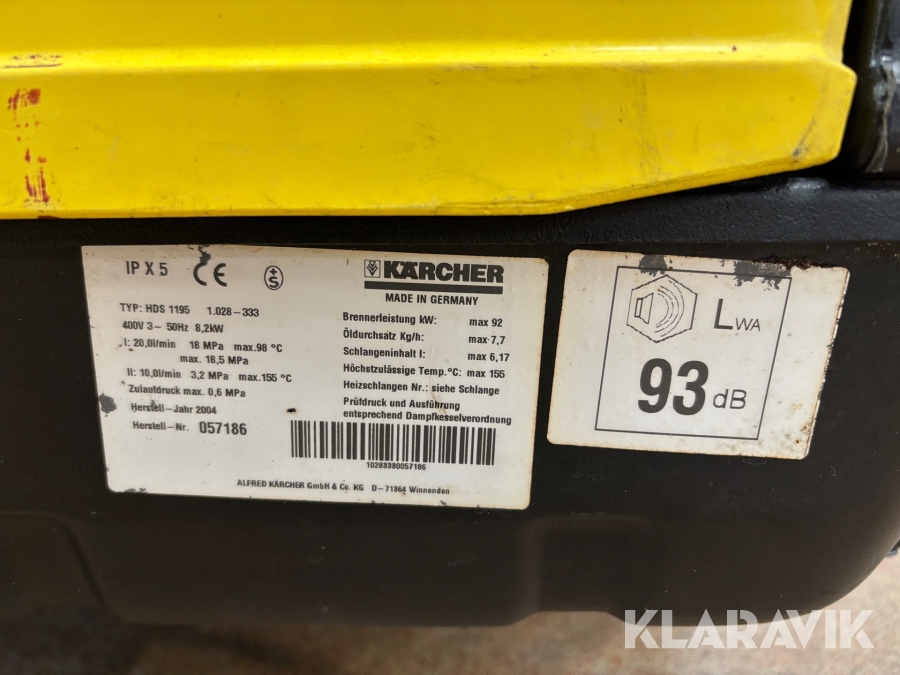 IP X 5 CE +S
KÄRCHER
MADE IN GERMANY
TYP: HDS 1195 1.028-333
400V 3~ 50Hz 8,2kW
I: 20,0l/min 18 MPa max.98 °C
max. 18,5 MPa
II: 10,0l/min 3,2 MPa max.155 °C
Zulaufdruck max. 0,6 MPa
Herstell-Jahr 2004
Herstell-Nr. 057186
Brennerleistung kW: max 92
Öldurchsatz Kg/h: max 7,7
Schlangeninhalt l: max 6,17
Höchstzulässige Temp.°C: max 155
Heizschlangen Nr.: siehe Schlange
Prüfdruck und Ausführung
entsprechend Dampfkesselverordnung
10283330057186
ALFRED KÄRCHER GmbH & Co. KG D-71364 Winnenden
LWA
93 dB
KLARAVIK